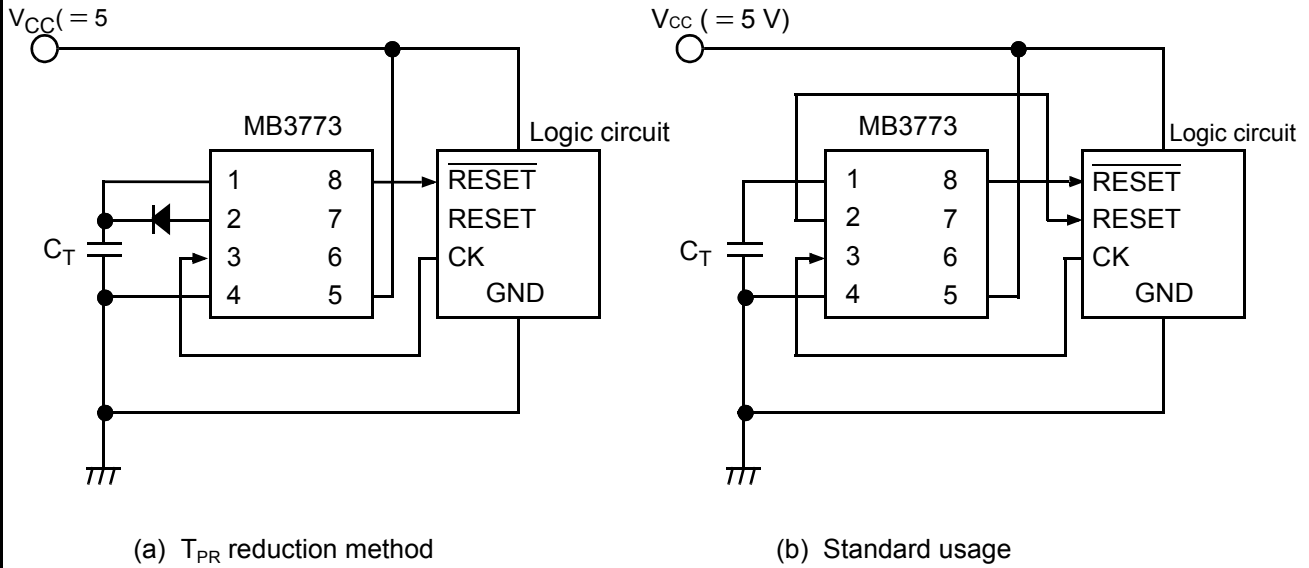 VCC( = 5
VCC ( = 5 V)
MB3773
Logic circuit
MB3773
Logic circuit
1 8 RESET
2 7 RESET
3 6 CK
4 5 GND
CT
1 8 RESET
2 7 RESET
3 6 CK
4 5 GND
CT
(a) TPR reduction method
(b) Standard usage